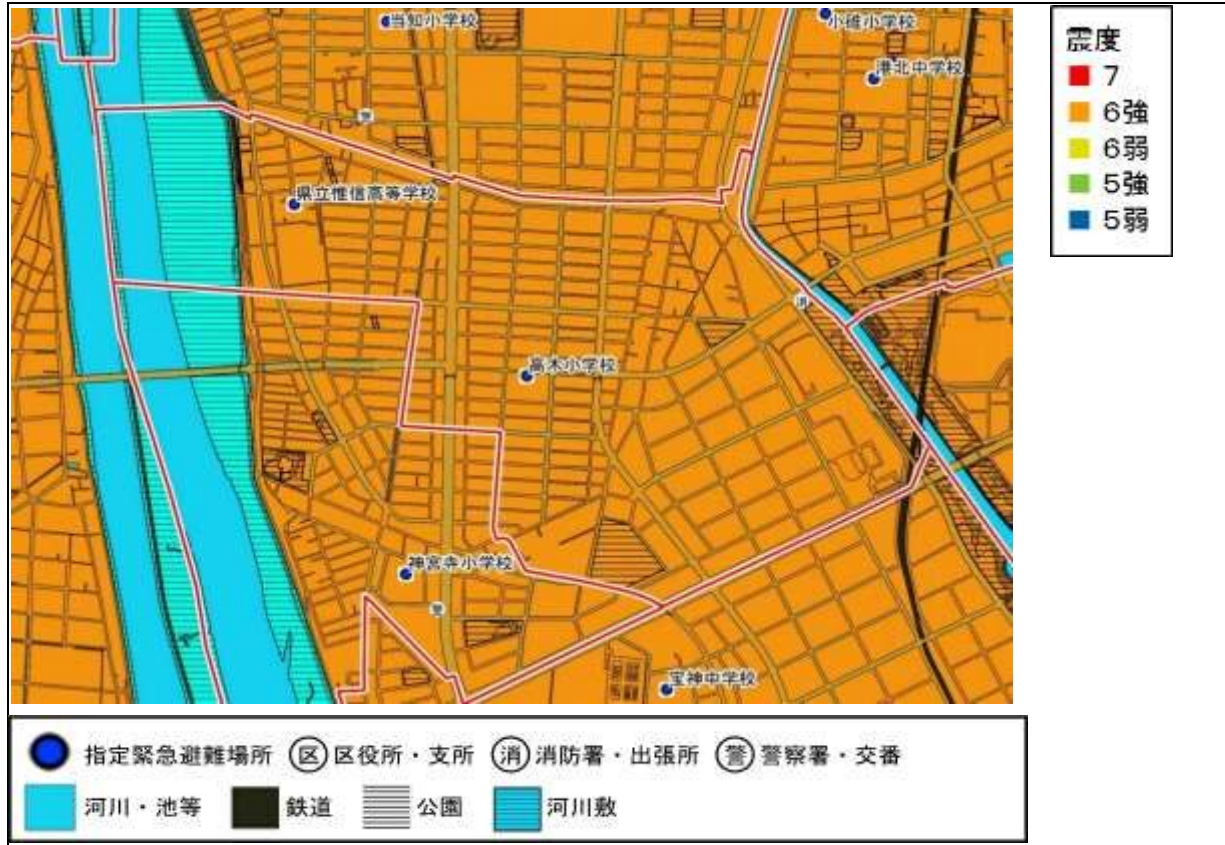 当知小学校
小碓小学校
港北中学校
警
県立惟信高等学校
消
高木小学校
神宮寺小学校
警
宝神中学校
震度
7
6強
6弱
5強
5弱
指定緊急避難場所 区 区役所・支所 消 消防署・出張所 警 警察署・交番
河川・池等 鉄道 公園 河川敷